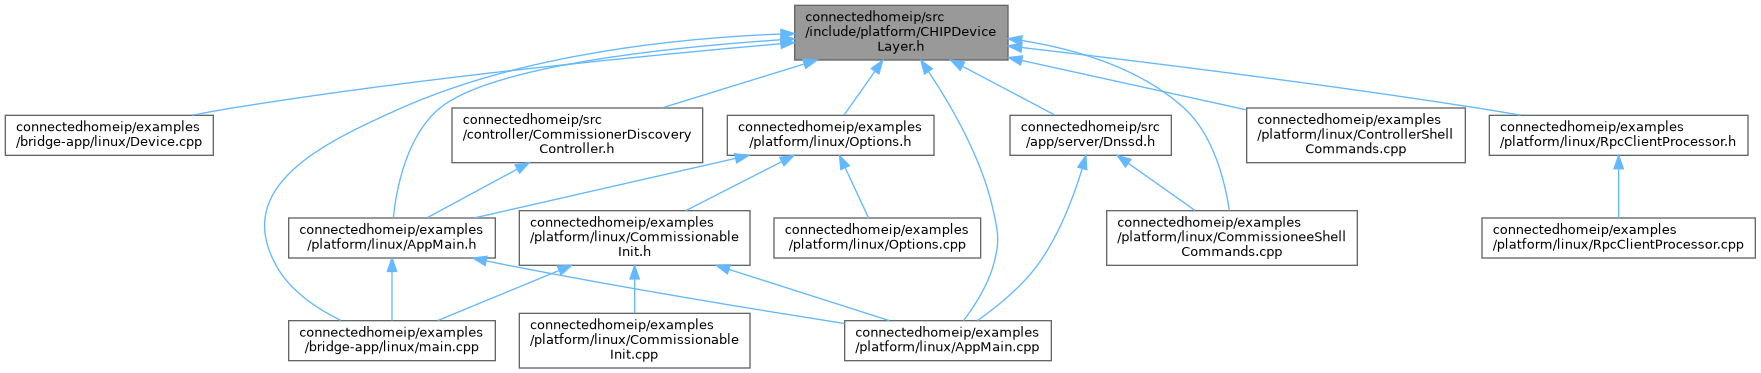 connectedhomeip/src
/include/platform/CHIPDevice
Layer.h
connectedhomeip/examples
/bridge-app/linux/Device.cpp
connectedhomeip/src
/controller/CommissionerDiscovery
Controller.h
connectedhomeip/examples
/platform/linux/Options.h
connectedhomeip/src
/app/server/Dnssd.h
connectedhomeip/examples
/platform/linux/ControllerShell
Commands.cpp
connectedhomeip/examples
/platform/linux/RpcClientProcessor.h
connectedhomeip/examples
/platform/linux/AppMain.h
connectedhomeip/examples
/platform/linux/Commissionable
Init.h
connectedhomeip/examples
/platform/linux/Options.cpp
connectedhomeip/examples
/platform/linux/CommissioneeShell
Commands.cpp
connectedhomeip/examples
/platform/linux/RpcClientProcessor.cpp
connectedhomeip/examples
/bridge-app/linux/main.cpp
connectedhomeip/examples
/platform/linux/Commissionable
Init.cpp
connectedhomeip/examples
/platform/linux/AppMain.cpp